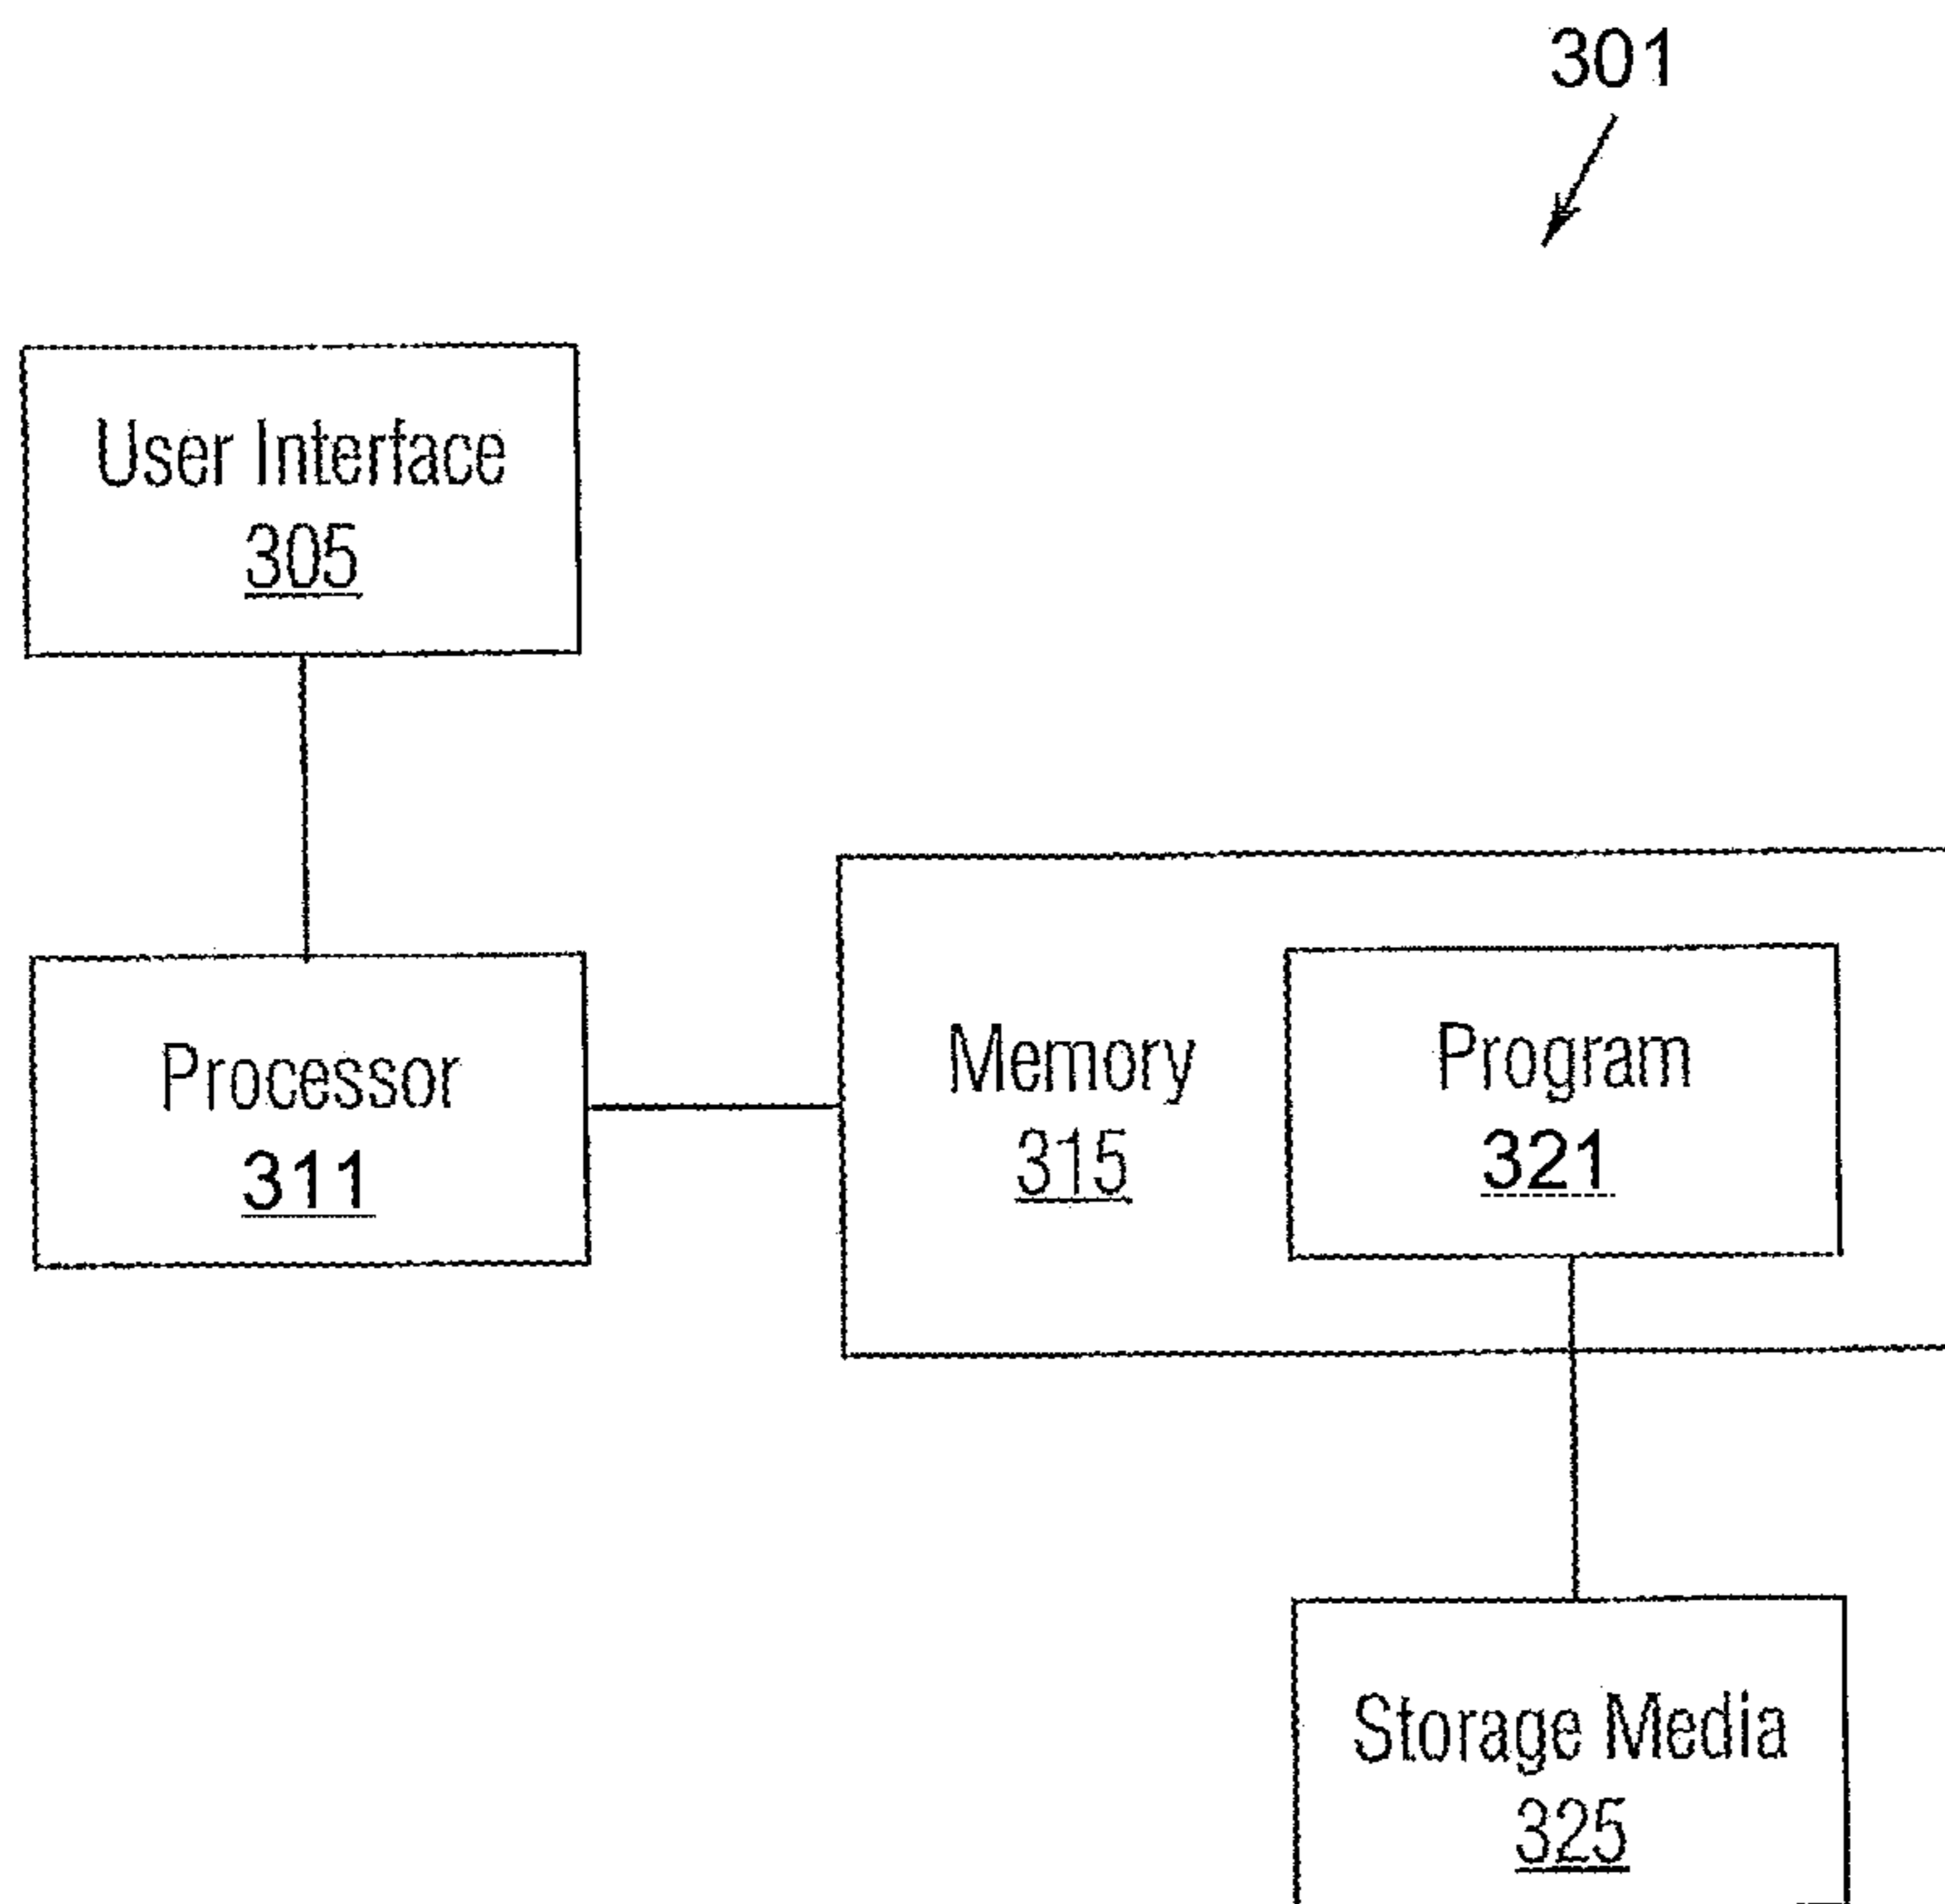 301
User Interface
305
Processor
311
Memory
315
Program
321
Storage Media
325